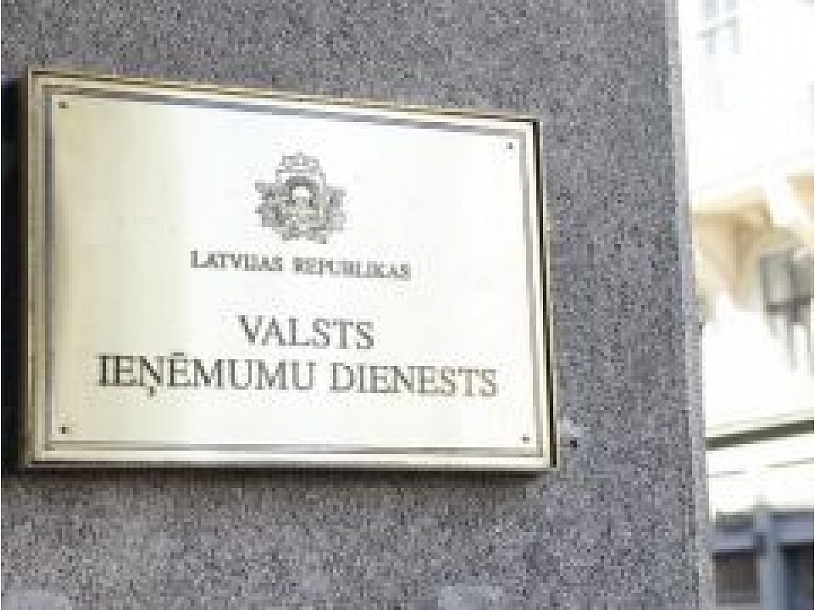 LATVIJAS REPUBLIKAS
VALSTS
IEŅĒMUMU DIENESTS